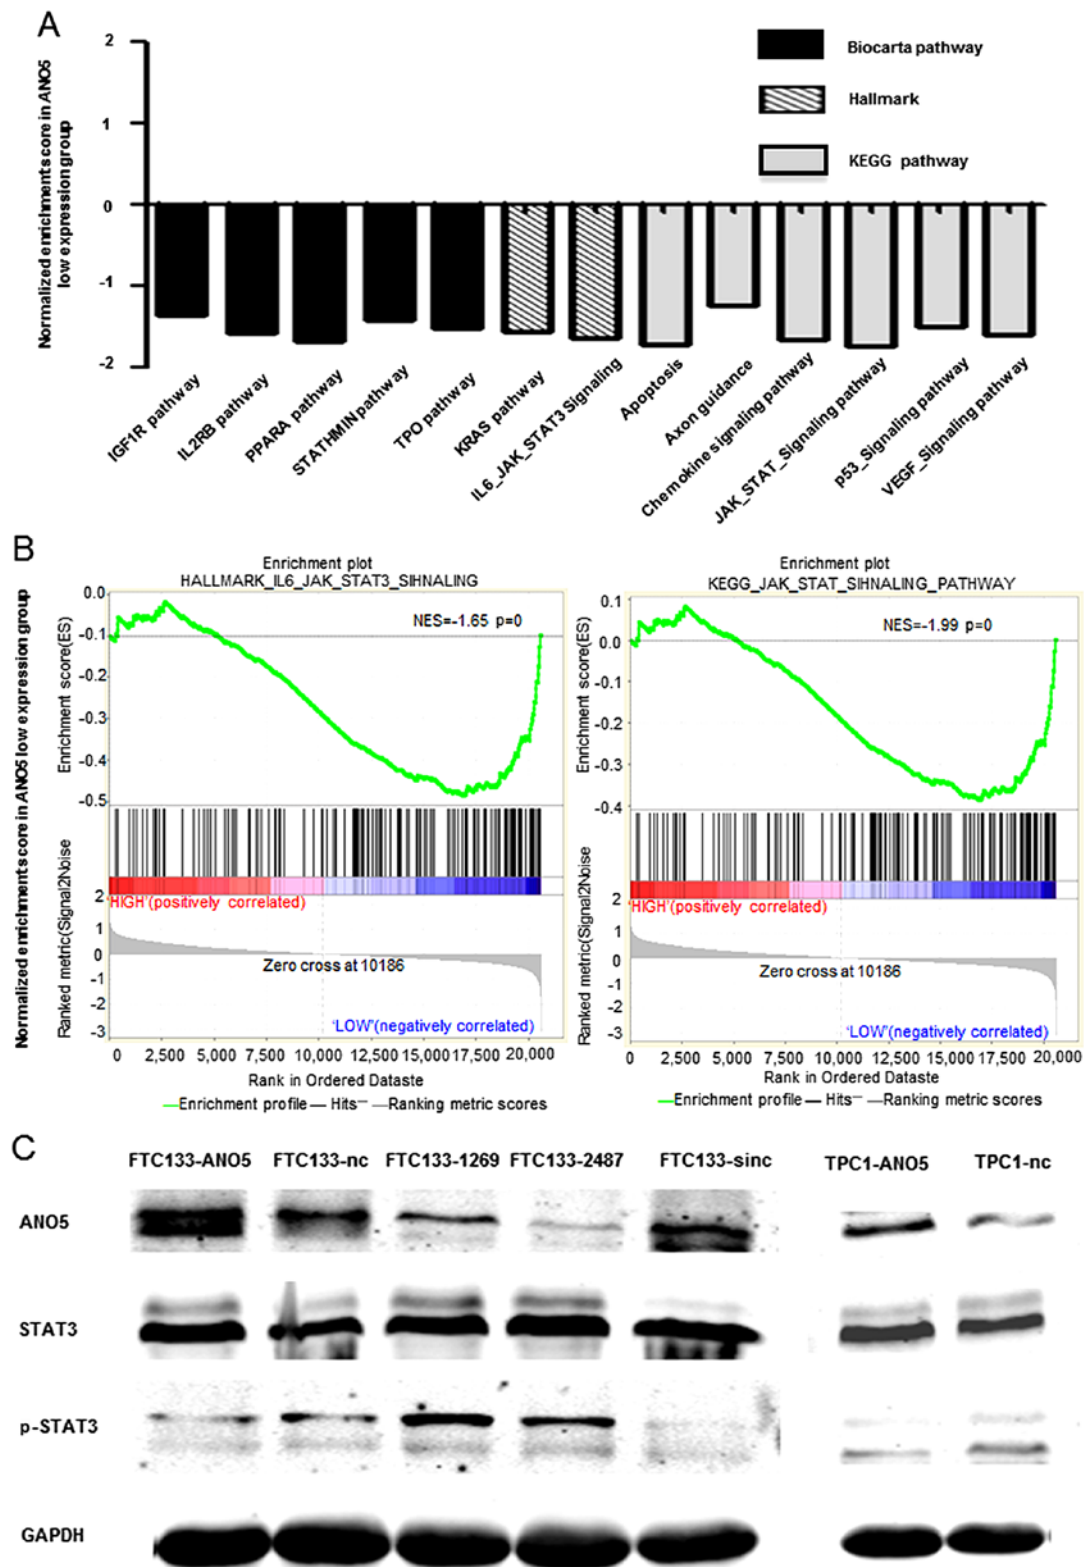 A
Normalized enrichmentscore in ANO5
low expression group
2
1
0
-1
-2
Biocarta pathway
Hallmark
KEGG pathway
IGF1R pathway
IL2RB pathway
PPARA pathway
STATHMIN pathway
TPO pathway
KRAS pathway
IL6_JAK_STAT3 Signaling
Apoptosis
Axon guidance
Chemokine signaling pathway
JAK_STAT_Signaling pathway
p53_Signaling pathway
VEGF_Signaling pathway
B
Normalized enrichmentscore in ANO5 low expression group
Enrichment plot
HALLMARK_IL6_JAK_STAT3_SIHNALING
NES=-1.65 p=0
Enrichment score(ES)
0.0
-0.1
-0.2
-0.3
-0.4
-0.5
Ranked metric(Signal2Noise
'HIGH'(positively correlated)
2
1
0
-1
-2
-3
Zero cross at 10186
'LOW'(negatively correlated)
0 2,500 5,000 7,500 10,000 12,500 15,000 17,500 20,000
Rank in Ordered Dataste
Enrichment profile — Hits — Ranking metric scores
Enrichment plot
KEGG_JAK_STAT_SIHNALING_PATHWAY
NES=-1.99 p=0
Enrichment score(ES)
0.1
0.0
-0.1
-0.2
-0.3
-0.4
Ranked metric(Signal2Noise
'HIGH'(positively correlated)
2
1
0
-1
-2
-3
Zero cross at 10186
'LOW'(negatively correlated)
0 2,500 5,000 7,500 10,000 12,500 15,000 17,500 20,000
Rank in Ordered Dataste
Enrichment profile — Hits — Ranking metric scores
C
FTC133-ANO5 FTC133-nc FTC133-1269 FTC133-2487 FTC133-sinc TPC1-ANO5 TPC1-nc
ANO5
STAT3
p-STAT3
GAPDH